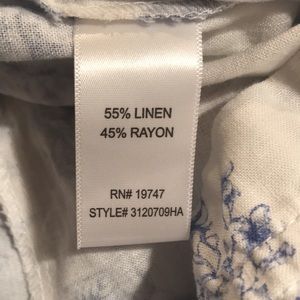 55% LINEN
45% RAYON
RN# 19747
STYLE# 3120709HA